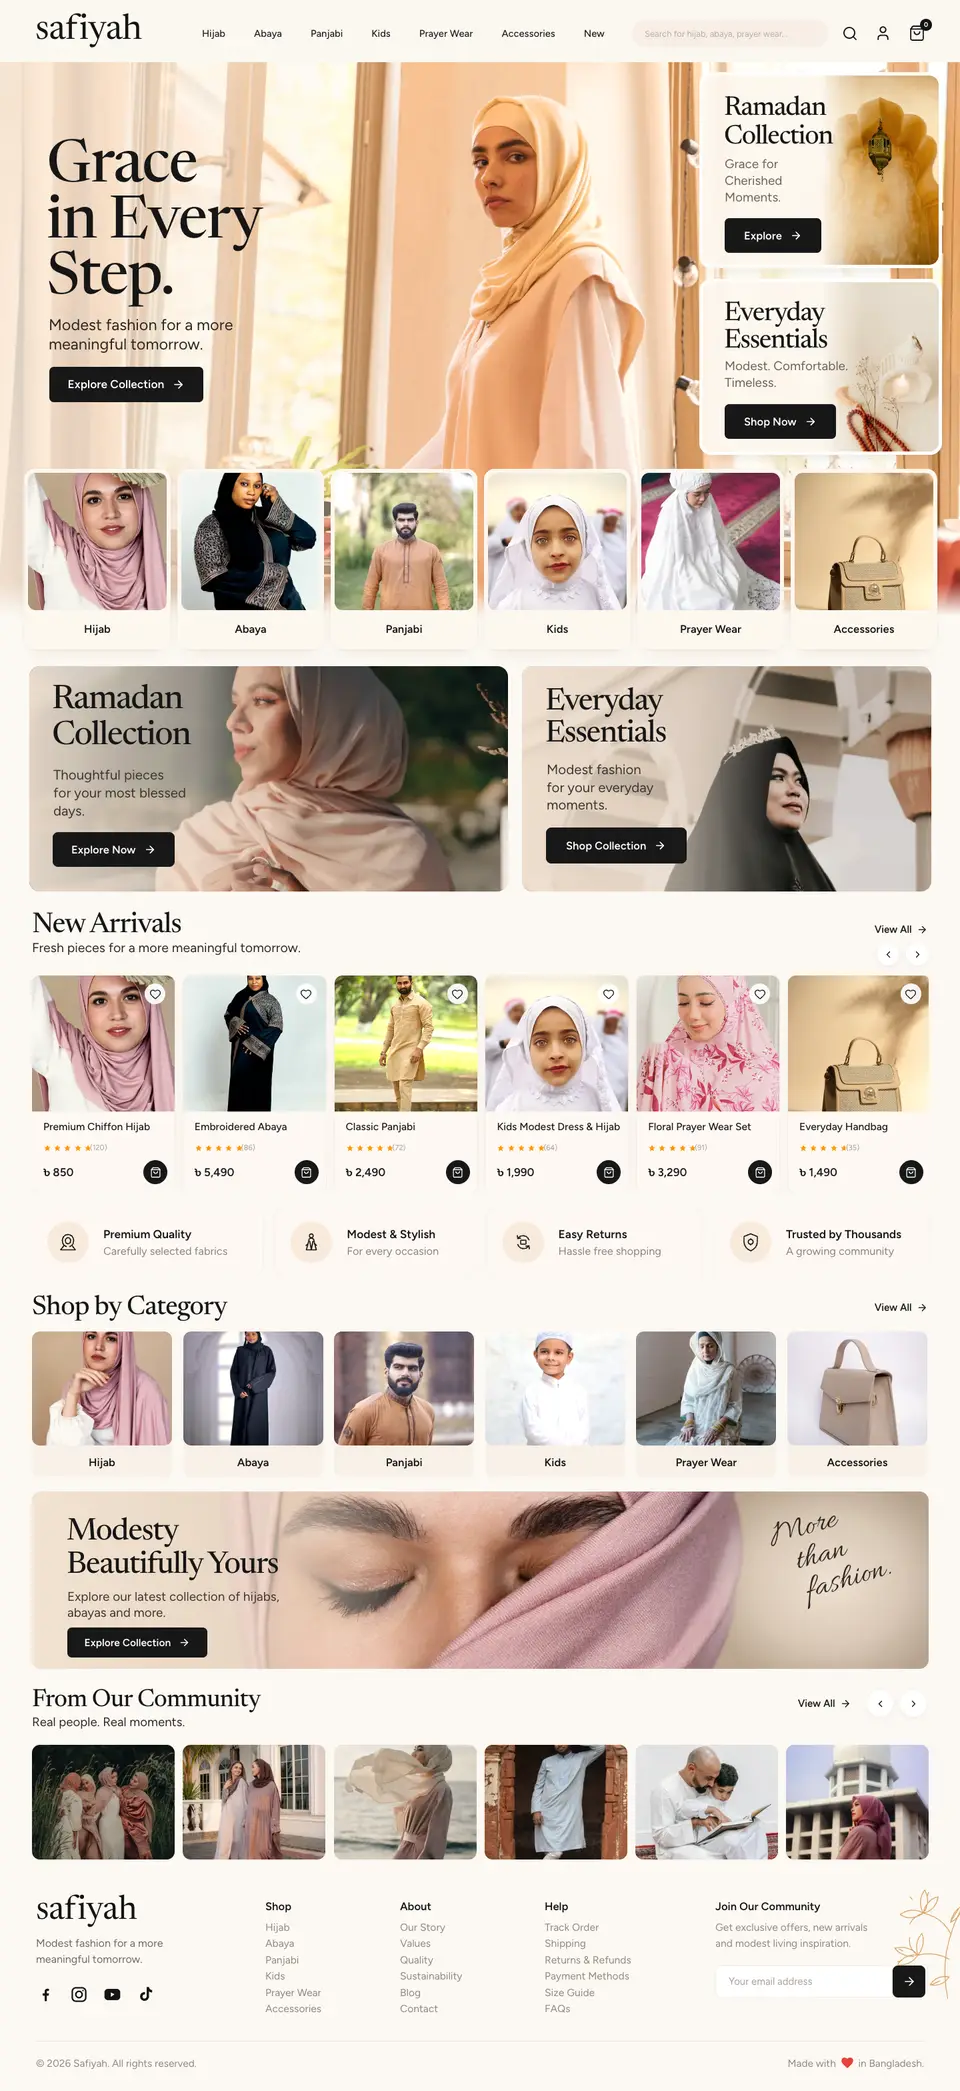 safiyah
Hijab Abaya Panjabi Kids Prayer Wear Accessories New
Search for hijab, abaya, prayer wear...
0
Grace
in Every
Step.
Modest fashion for a more
meaningful tomorrow.
Explore Collection →
Ramadan
Collection
Grace for
Cherished
Moments.
Explore →
Everyday
Essentials
Modest. Comfortable.
Timeless.
Shop Now →
Hijab Abaya Panjabi Kids Prayer Wear Accessories
Ramadan
Collection
Thoughtful pieces
for your most blessed
days.
Explore Now →
Everyday
Essentials
Modest fashion
for your everyday
moments.
Shop Collection →
New Arrivals
Fresh pieces for a more meaningful tomorrow.
View All →
Premium Chiffon Hijab
(120)
৳ 850
Embroidered Abaya
(86)
৳ 5,490
Classic Panjabi
(72)
৳ 2,490
Kids Modest Dress & Hijab
(64)
৳ 1,990
Floral Prayer Wear Set
(91)
৳ 3,290
Everyday Handbag
(35)
৳ 1,490
Premium Quality
Carefully selected fabrics
Modest & Stylish
For every occasion
Easy Returns
Hassle free shopping
Trusted by Thousands
A growing community
Shop by Category
View All →
Hijab Abaya Panjabi Kids Prayer Wear Accessories
Modesty
Beautifully Yours
Explore our latest collection of hijabs,
abayas and more.
Explore Collection →
More
than
fashion.
From Our Community
Real people. Real moments.
View All →
safiyah
Modest fashion for a more
meaningful tomorrow.
Shop
Hijab
Abaya
Panjabi
Kids
Prayer Wear
Accessories
About
Our Story
Values
Quality
Sustainability
Blog
Contact
Help
Track Order
Shipping
Returns & Refunds
Payment Methods
Size Guide
FAQs
Join Our Community
Get exclusive offers, new arrivals
and modest living inspiration.
Your email address
© 2026 Safiyah. All rights reserved.
Made with ❤️ in Bangladesh.